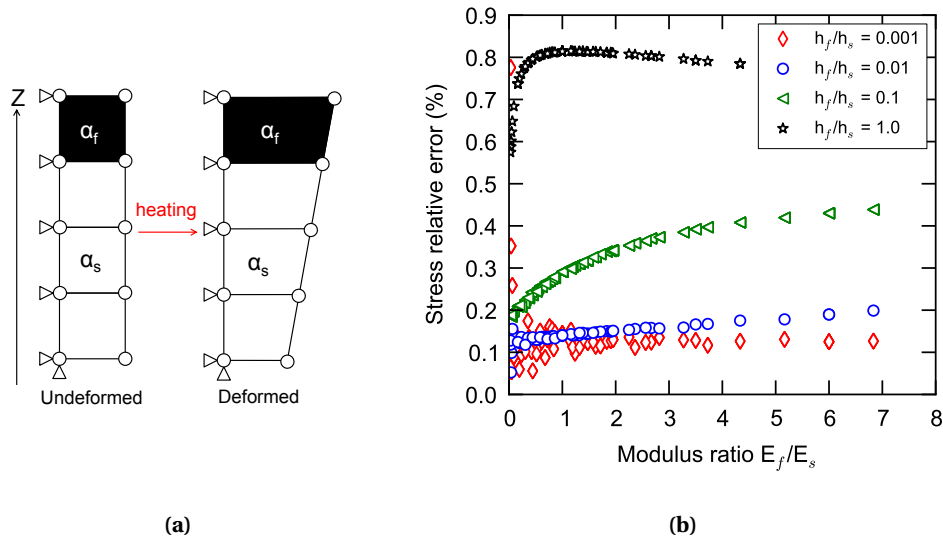 Z
α_f
α_s
heating
α_s
α_f
Undeformed
Deformed
(a)
Stress relative error (%)
0.9
0.8
0.7
0.6
0.5
0.4
0.3
0.2
0.1
0.0
0 1 2 3 4 5 6 7 8
Modulus ratio E_f/E_s
h_f/h_s = 0.001
h_f/h_s = 0.01
h_f/h_s = 0.1
h_f/h_s = 1.0
(b)